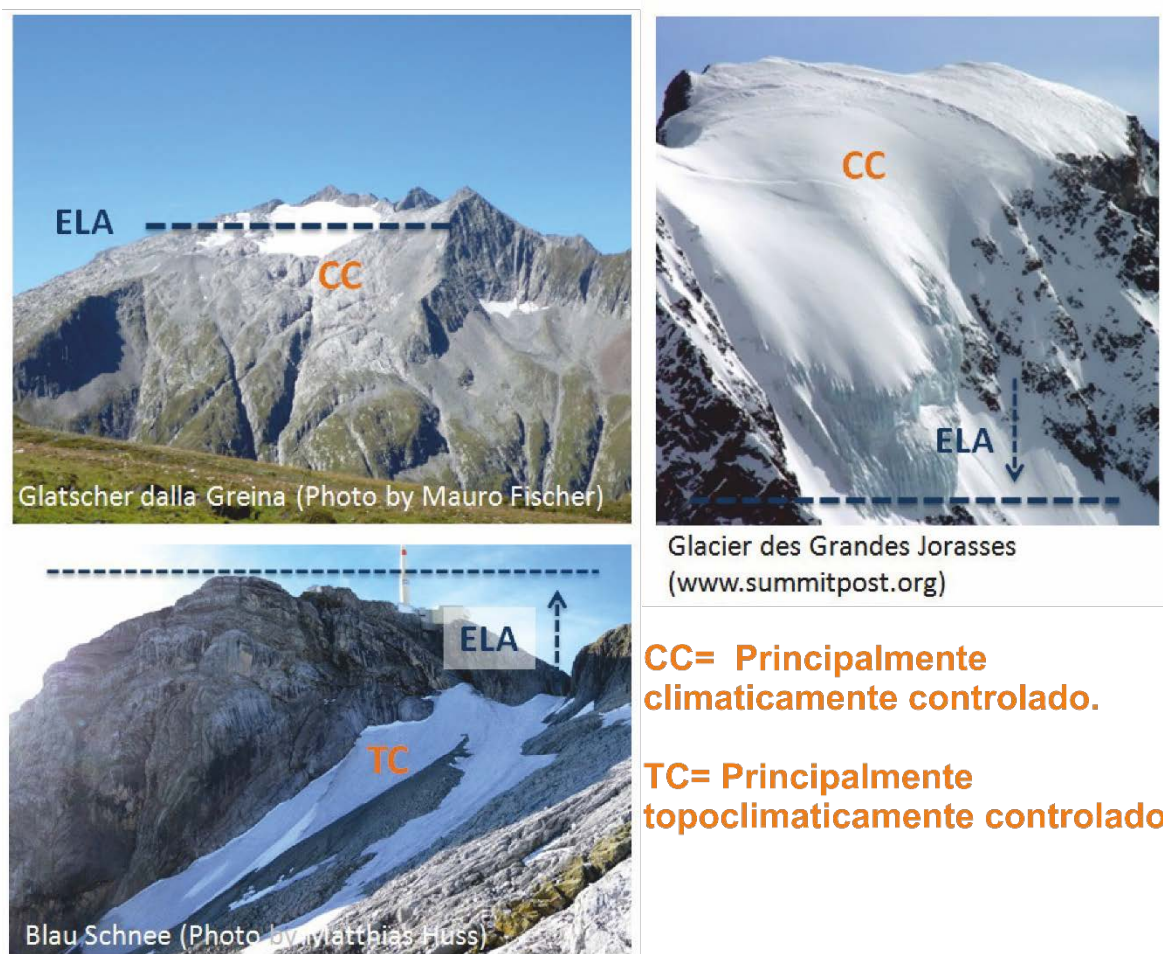 ELA
CC
Glatscher dalla Greina (Photo by Mauro Fischer)
CC
ELA
Glacier des Grandes Jorasses
(www.summitpost.org)
ELA
TC
Blau Schnee (Photo by Matthias Huss)
CC=  Principalmente
climaticamente controlado.
TC= Principalmente
topoclimaticamente controlado